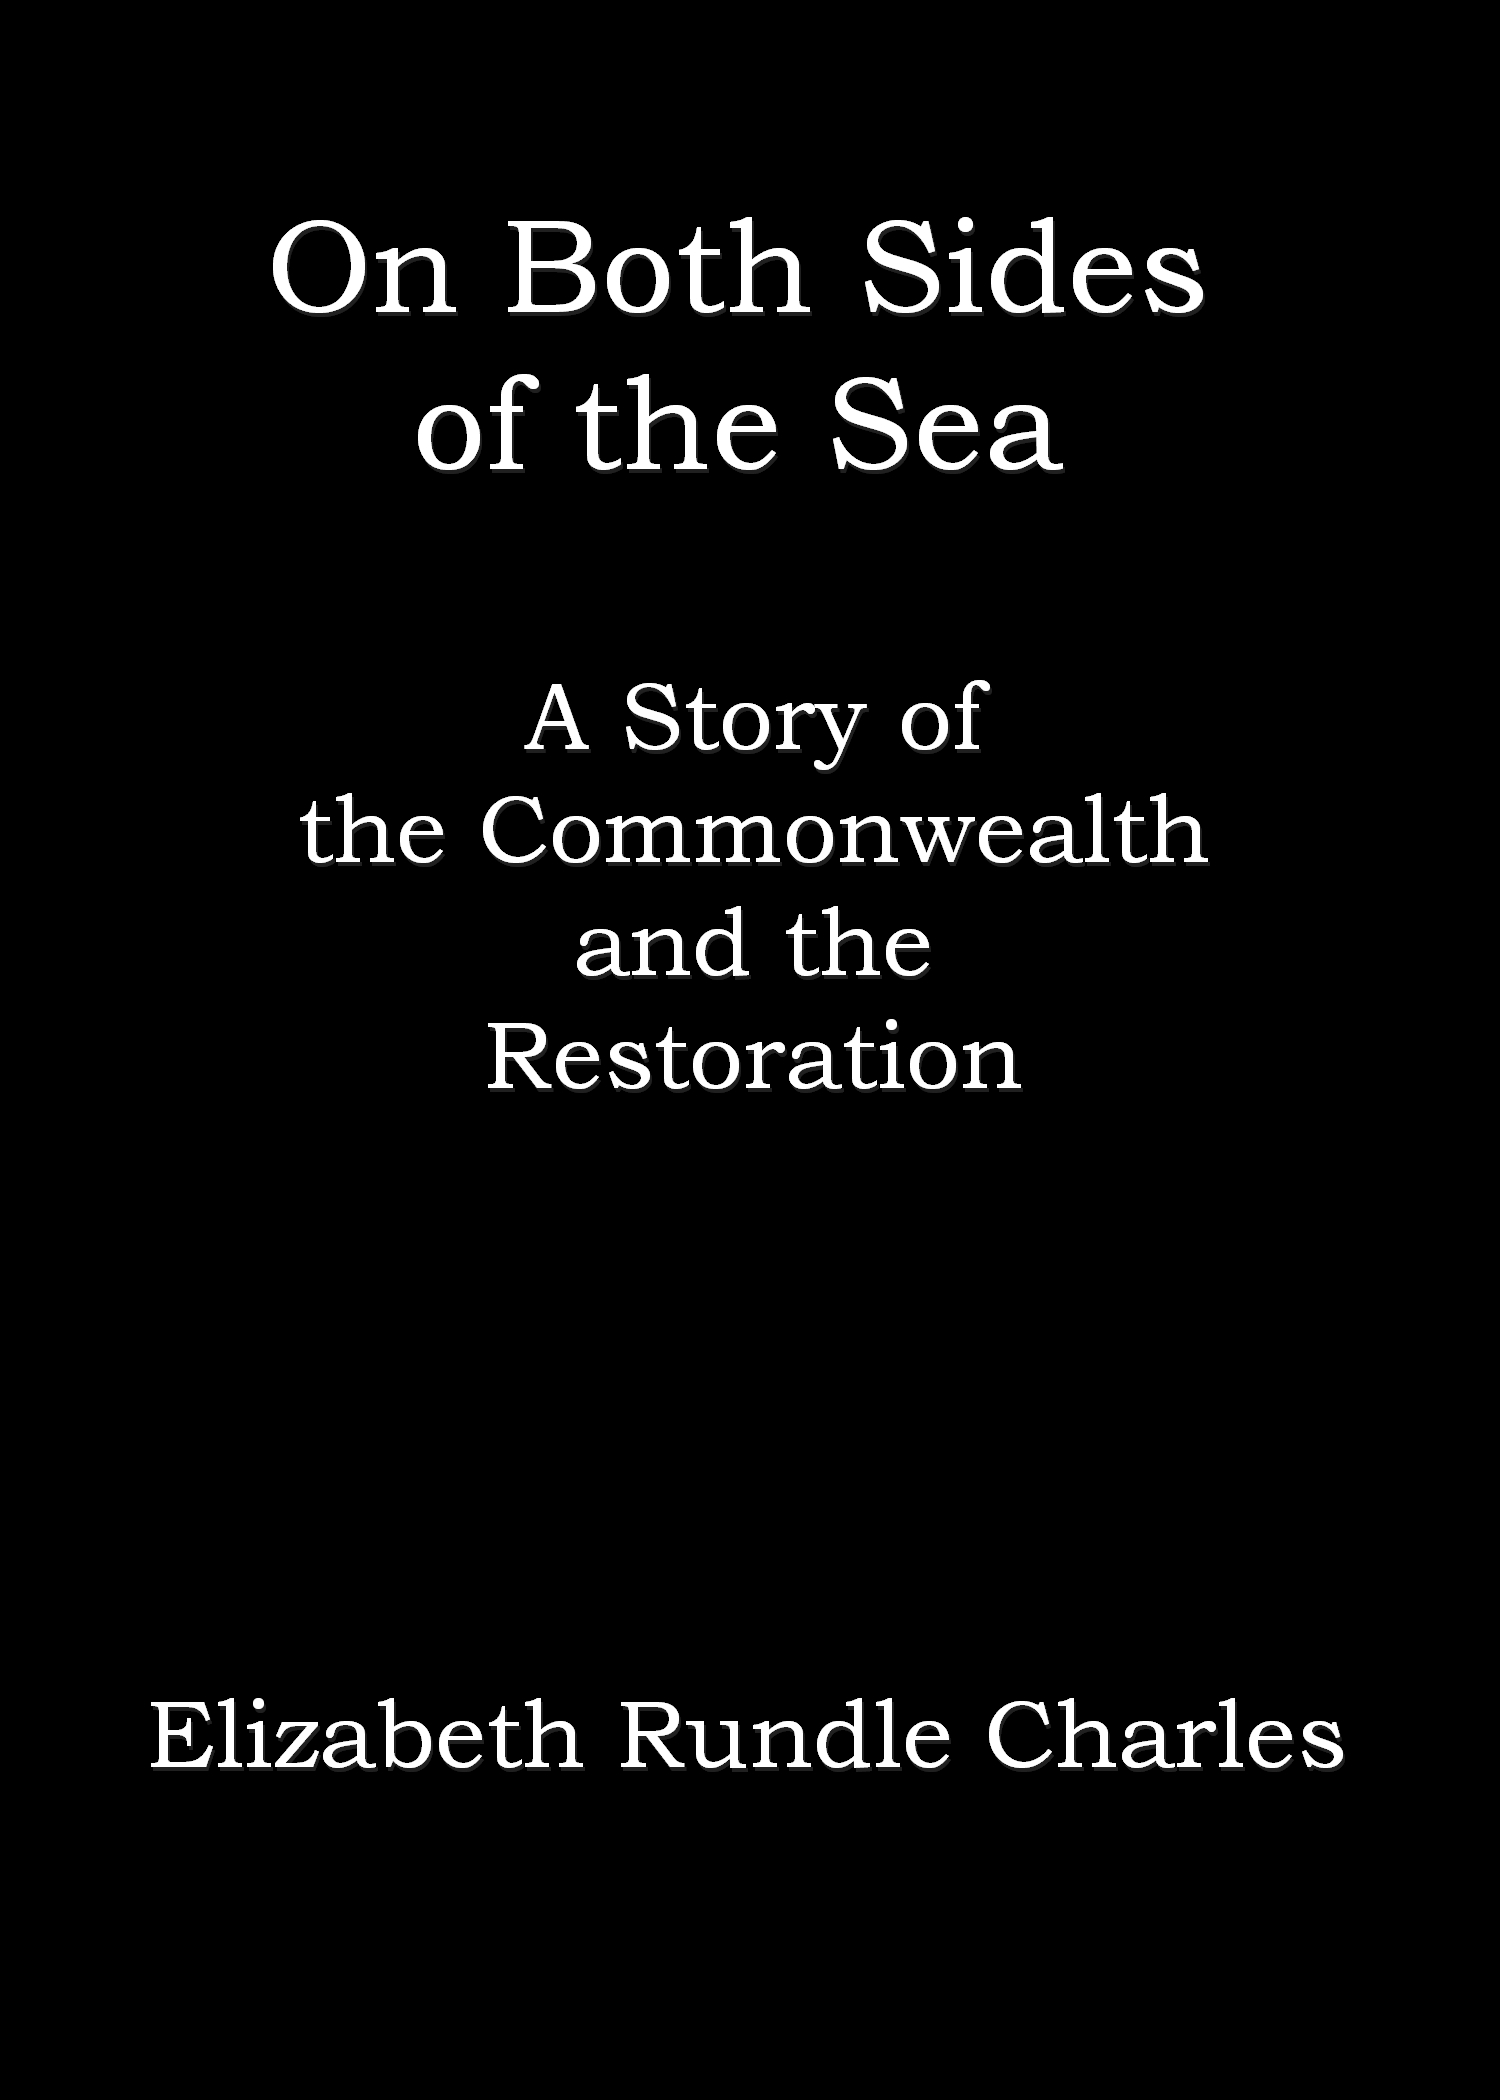 On Both Sides
of the Sea
A Story of
the Commonwealth
and the
Restoration
Elizabeth Rundle Charles